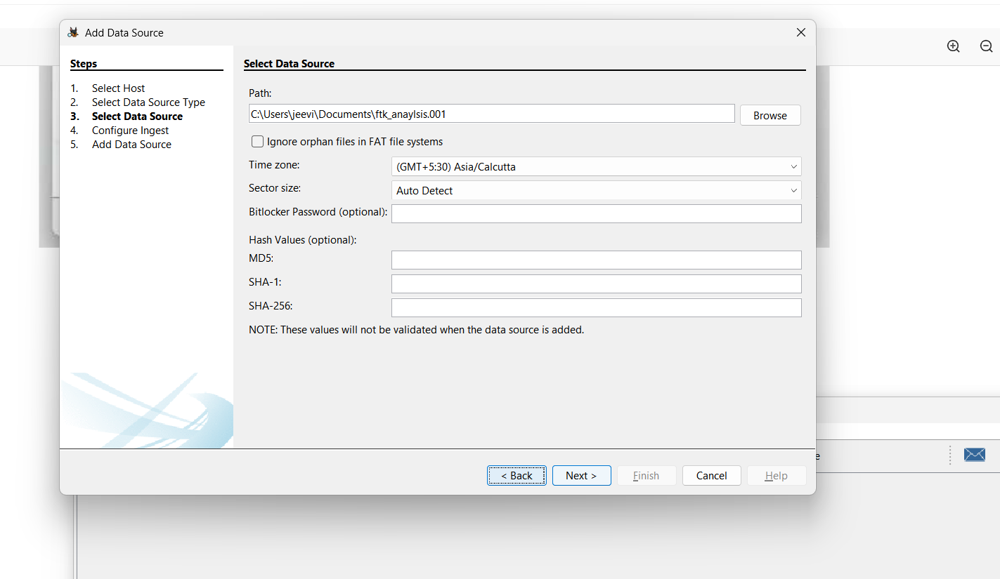 Add Data Source
Steps
1. Select Host
2. Select Data Source Type
3. Select Data Source
4. Configure Ingest
5. Add Data Source
Select Data Source
Path:
C:\Users\jeevi\Documents\ftk_anaylsis.001
Browse
Ignore orphan files in FAT file systems
Time zone:
(GMT+5:30) Asia/Calcutta
Sector size:
Auto Detect
Bitlocker Password (optional):
Hash Values (optional):
MD5:
SHA-1:
SHA-256:
NOTE: These values will not be validated when the data source is added.
< Back
Next >
Finish
Cancel
Help
e